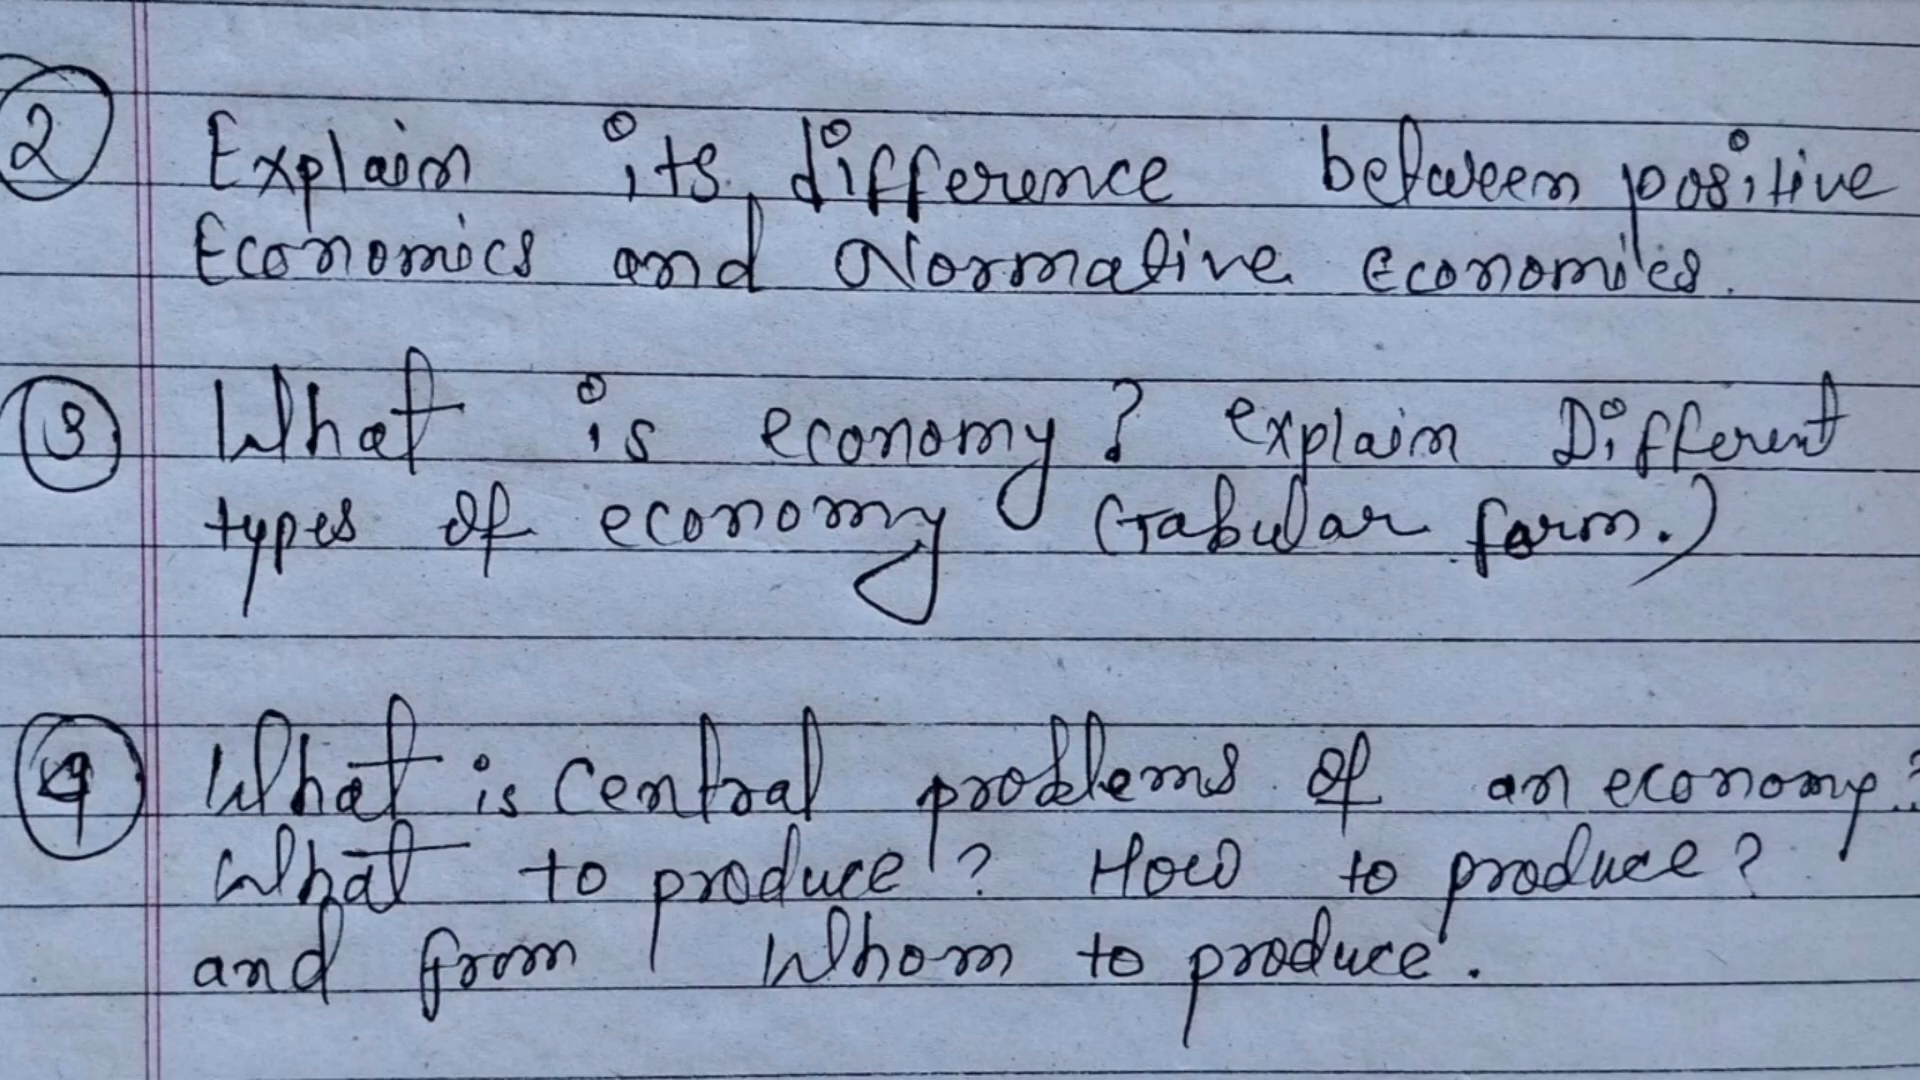 2 Explain its difference between positive
Economics and Normative economics.
3 What is economy? explain Different
types of economy (Tabular form.)
4 What is central problems of an economy?
What to produce? How to produce?
and from whom to produce.